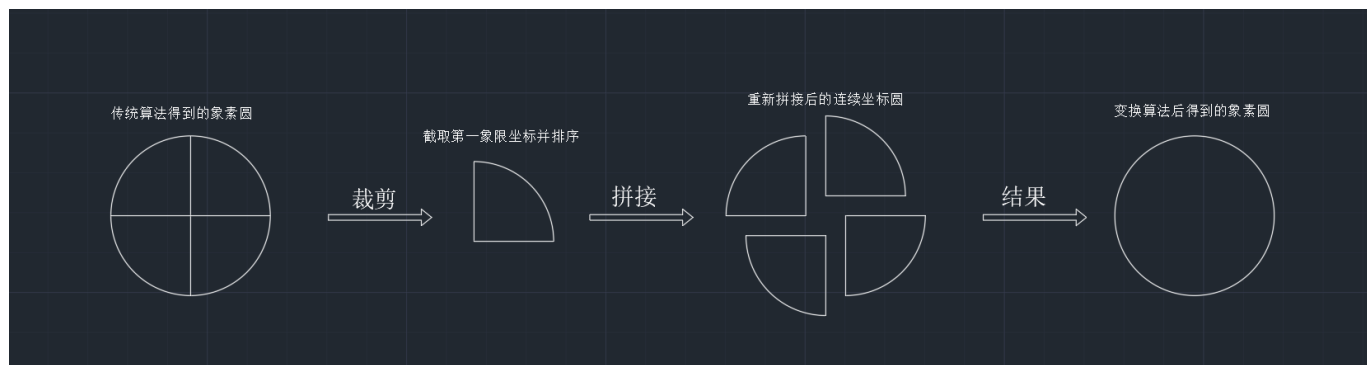 传统算法得到的象素圆
截取第一象限坐标并排序
重新拼接后的连续坐标圆
变换算法后得到的象素圆
裁剪
拼接
结果